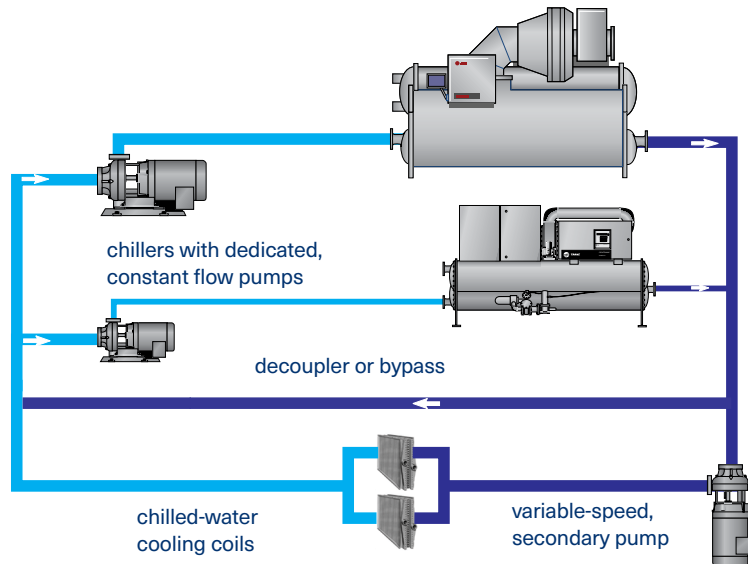 chillers with dedicated,
constant flow pumps
decoupler or bypass
chilled-water
cooling coils
variable-speed,
secondary pump